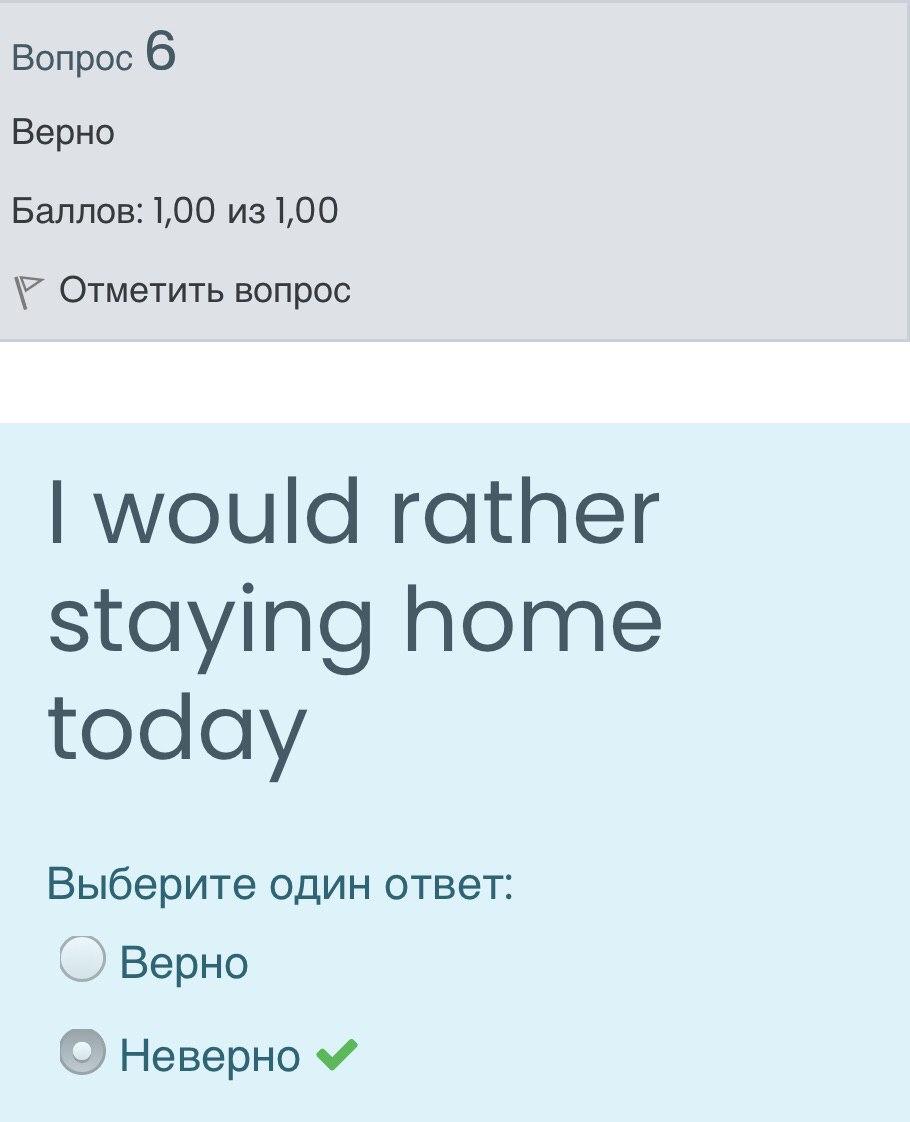 Вопрос 6
Верно
Баллов: 1,00 из 1,00
Отметить вопрос
I would rather
staying home
today
Выберите один ответ:
Верно
Неверно